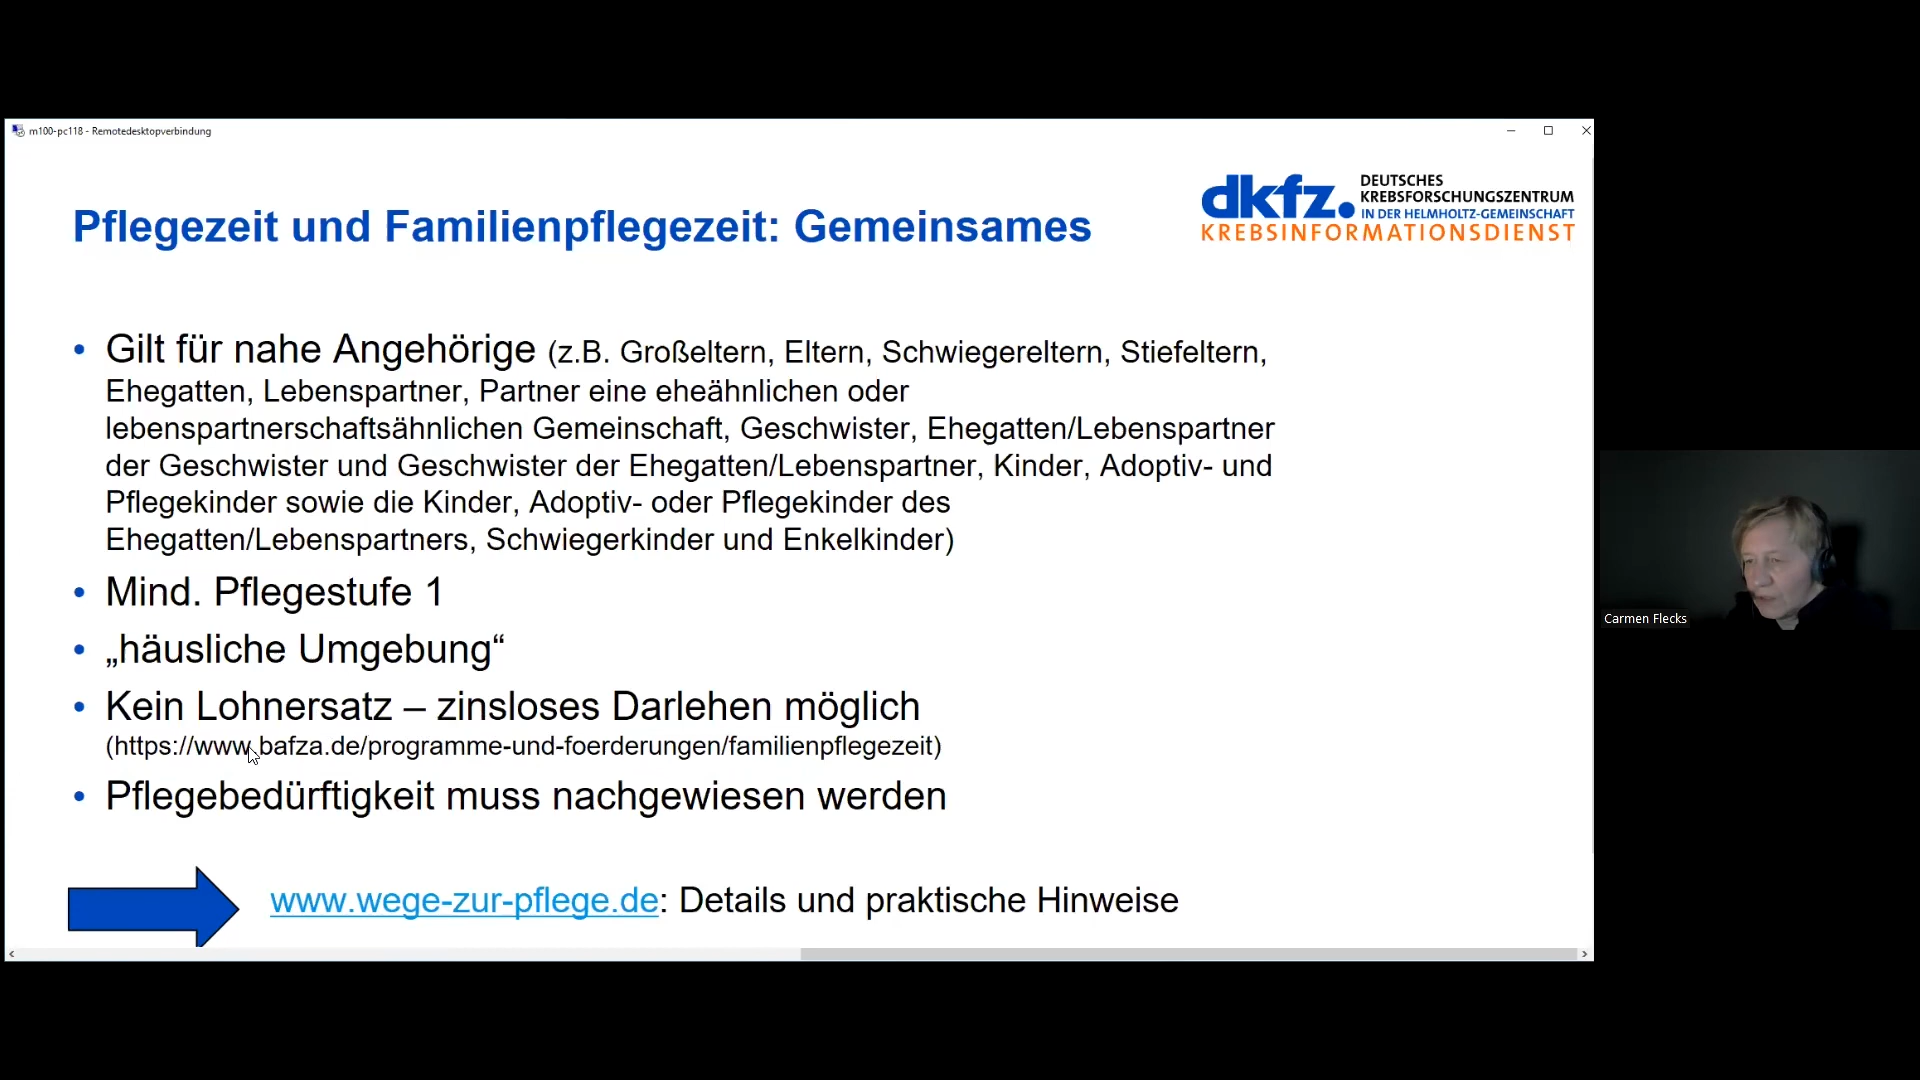 m100-pc118 - Remotedesktopverbindung
dkfz. DEUTSCHES
KREBSFORSCHUNGSZENTRUM
IN DER HELMHOLTZ-GEMEINSCHAFT
KREBSINFORMATIONSDIENST
Pflegezeit und Familienpflegezeit: Gemeinsames
• Gilt für nahe Angehörige (z.B. Großeltern, Eltern, Schwiegereltern, Stiefeltern,
Ehegatten, Lebenspartner, Partner eine eheähnlichen oder
lebenspartnerschaftsähnlichen Gemeinschaft, Geschwister, Ehegatten/Lebenspartner
der Geschwister und Geschwister der Ehegatten/Lebenspartner, Kinder, Adoptiv- und
Pflegekinder sowie die Kinder, Adoptiv- oder Pflegekinder des
Ehegatten/Lebenspartners, Schwiegerkinder und Enkelkinder)
• Mind. Pflegestufe 1
• „häusliche Umgebung“
• Kein Lohnersatz – zinsloses Darlehen möglich
(https://www.bafza.de/programme-und-foerderungen/familienpflegezeit)
• Pflegebedürftigkeit muss nachgewiesen werden
www.wege-zur-pflege.de: Details und praktische Hinweise
Carmen Flecks